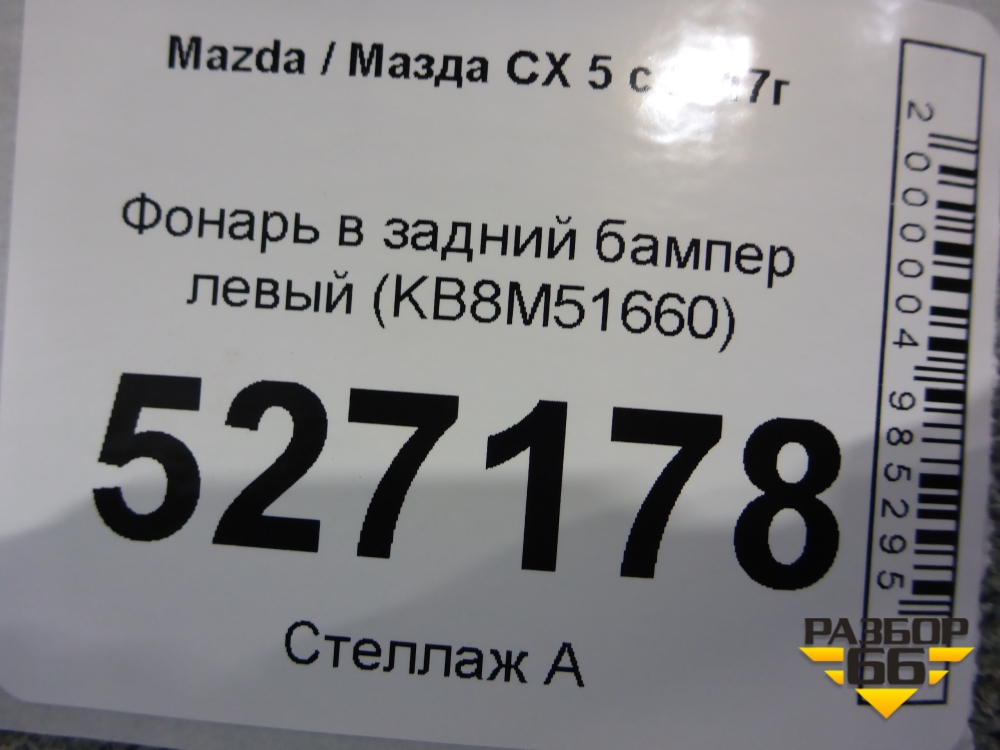 Mazda / Мазда CX 5 с
Фонарь в задний бампер
левый (KB8M51660)
527178
Стеллаж А
2000004985295
РАЗБОР
66